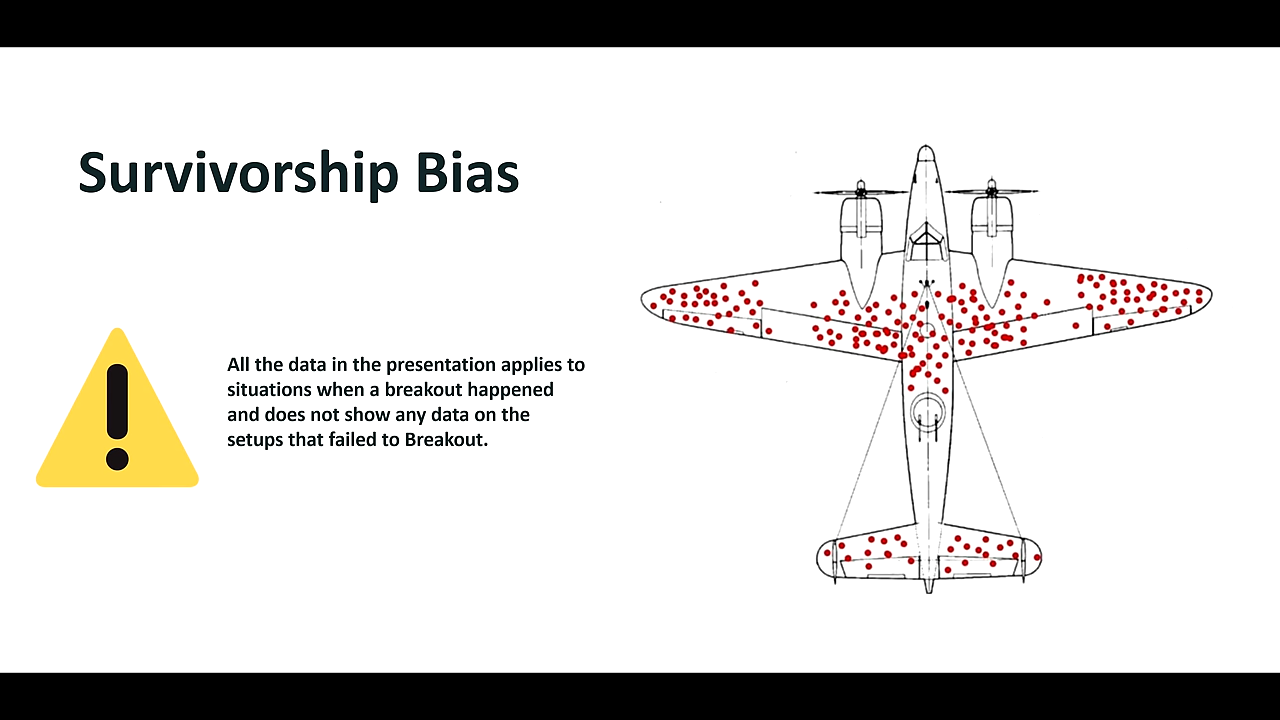 Survivorship Bias
All the data in the presentation applies to
situations when a breakout happened
and does not show any data on the
setups that failed to Breakout.